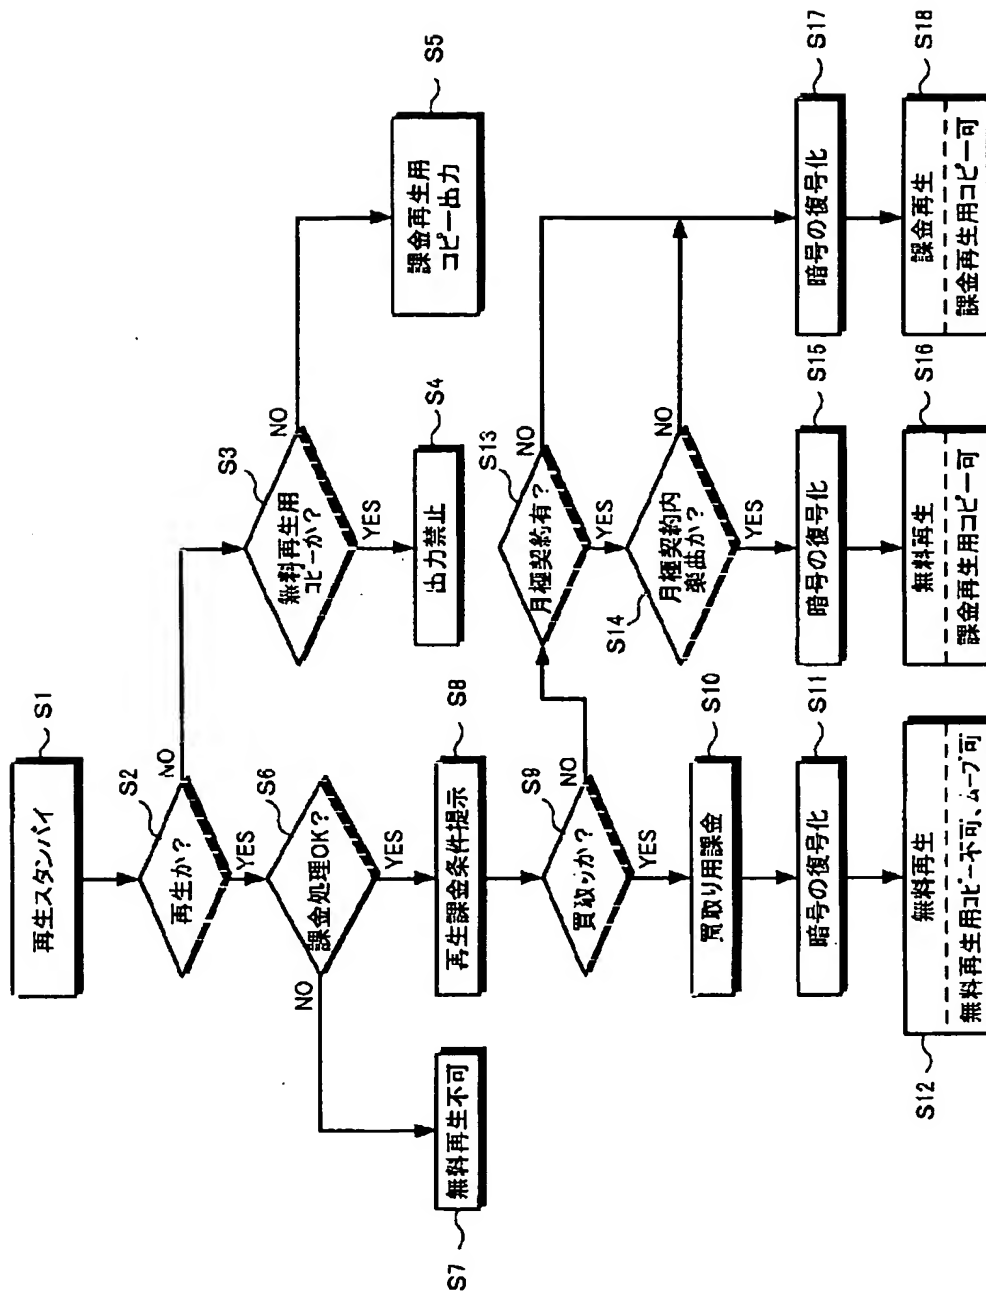 再生スタンバイ
S1
再生か?
S2
NO
YES
無料再生用
コピーか?
S3
NO
YES
出力禁止
S4
課金再生用
コピー出力
S5
課金処理OK?
S6
NO
YES
無料再生不可
S7
再生課金条件提示
S8
買取りか?
S9
NO
YES
買取り用課金
S10
暗号の復号化
S11
無料再生
無料再生用コピー不可、ムーブ可
S12
月極契約有?
S13
NO
YES
月極契約内
楽曲か?
S14
NO
YES
暗号の復号化
S15
無料再生
課金再生用コピー可
S16
暗号の復号化
S17
課金再生
課金再生用コピー可
S18